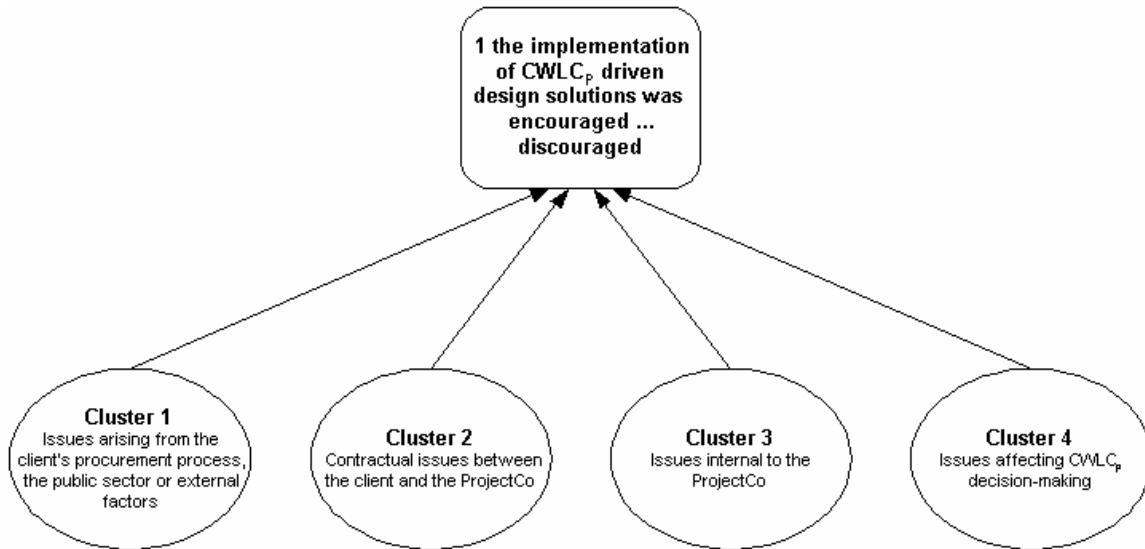 1 the implementation
of CWLCₚ driven
design solutions was
encouraged ...
discouraged
Cluster 1
Issues arising from the
client's procurement process,
the public sector or external
factors
Cluster 2
Contractual issues between
the client and the ProjectCo
Cluster 3
Issues internal to the
ProjectCo
Cluster 4
Issues affecting CWLCₚ
decision-making